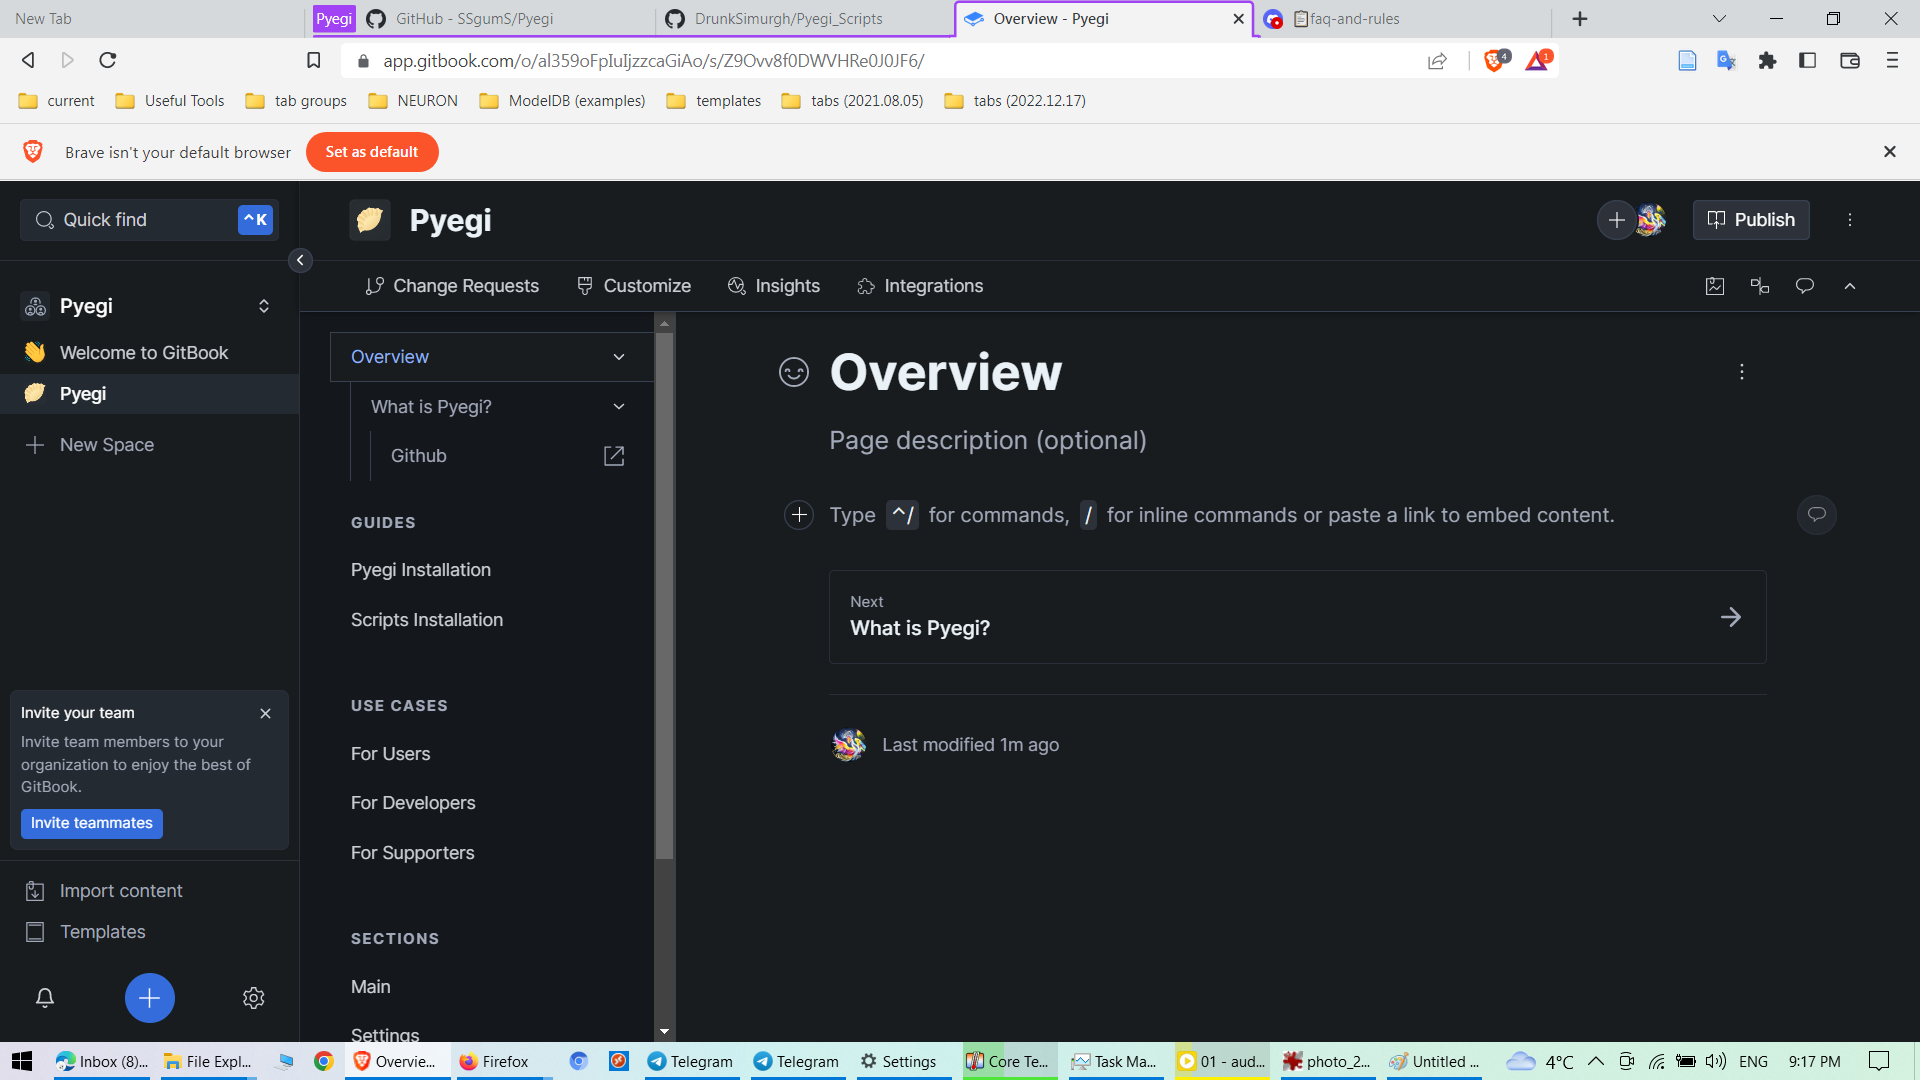 New Tab
Pyegi
GitHub - SSgumS/Pyegi
DrunkSimurgh/Pyegi_Scripts
Overview - Pyegi
faq-and-rules
app.gitbook.com/o/al359oFpIuIjzzcaGiAo/s/Z9Ovv8f0DWVHRe0J0JF6/
4
1
current
Useful Tools
tab groups
NEURON
ModelDB (examples)
templates
tabs (2021.08.05)
tabs (2022.12.17)
Brave isn't your default browser
Set as default
Quick find
^K
Pyegi
Publish
Change Requests
Customize
Insights
Integrations
Pyegi
Welcome to GitBook
Pyegi
New Space
Invite your team
Invite team members to your
organization to enjoy the best of
GitBook.
Invite teammates
Import content
Templates
Overview
What is Pyegi?
Github
GUIDES
Pyegi Installation
Scripts Installation
USE CASES
For Users
For Developers
For Supporters
SECTIONS
Main
Settings
Overview
Page description (optional)
Type ^/ for commands, / for inline commands or paste a link to embed content.
Next
What is Pyegi?
Last modified 1m ago
Inbox (8)...
File Expl...
Overvie...
Firefox
Telegram
Telegram
Settings
Core Te...
Task Ma...
01 - aud...
photo_2...
Untitled ...
4°C
ENG
9:17 PM